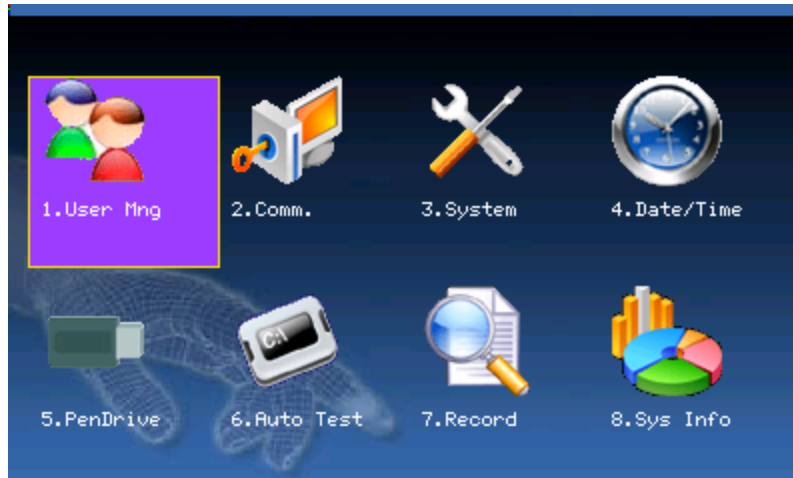 1.User Mng
2.Comm.
3.System
4.Date/Time
C:\
5.PenDrive
6.Auto Test
7.Record
8.Sys Info